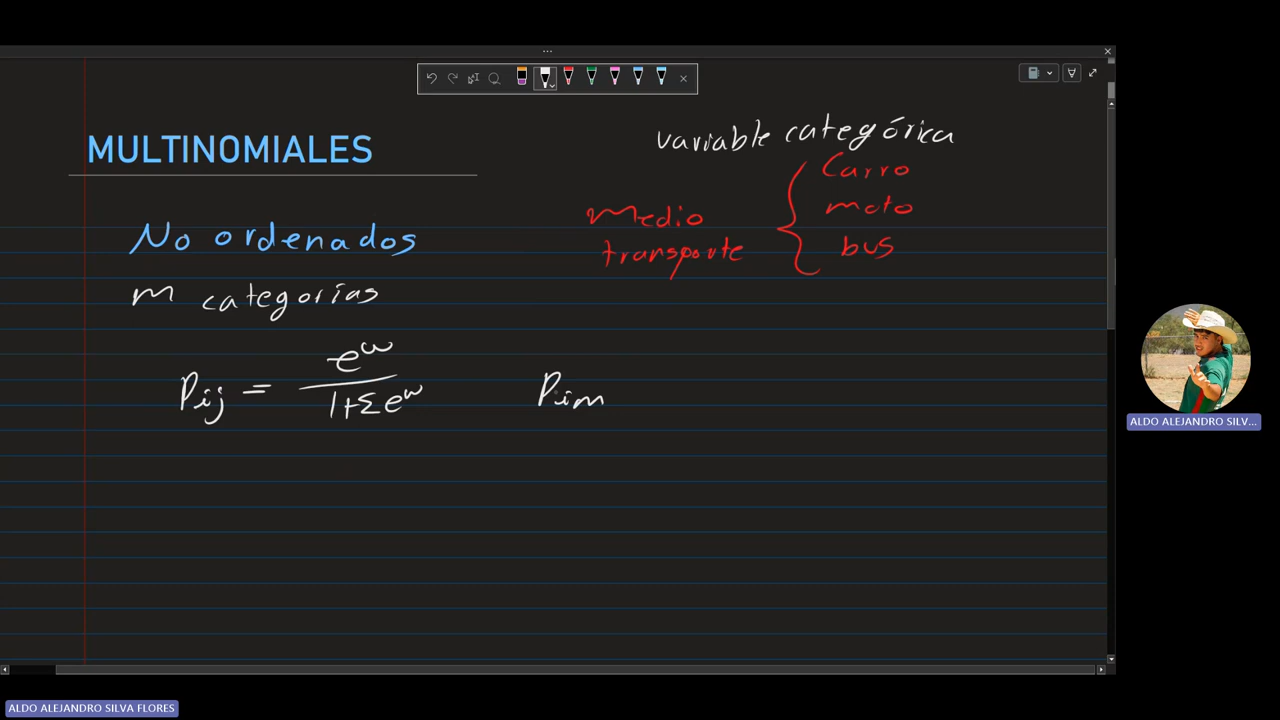 MULTINOMIALES
variable categórica
Medio transporte { Carro
moto
bus
No ordenados
m categorías
Pij = e^w / 1+Σe^w
Pim
ALDO ALEJANDRO SILV...
ALDO ALEJANDRO SILVA FLORES